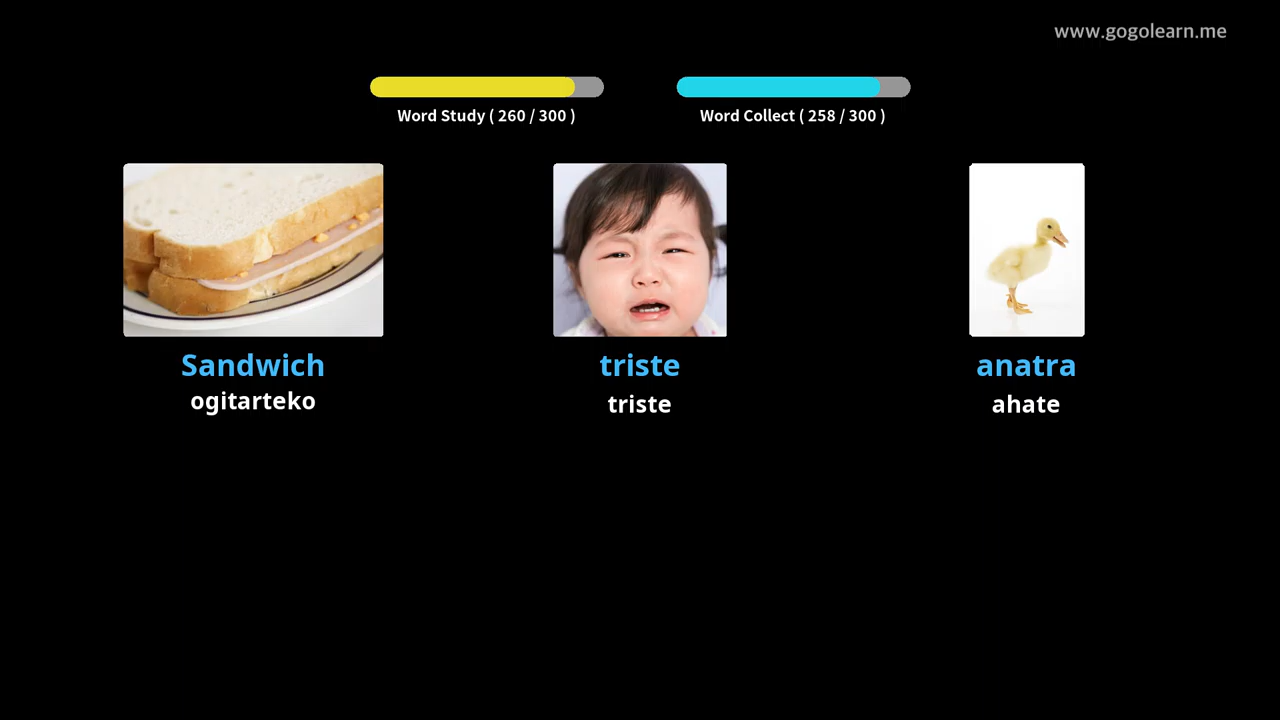 www.gogolearn.me
Word Study ( 260 / 300 )
Word Collect ( 258 / 300 )
Sandwich
ogitarteko
triste
triste
anatra
ahate